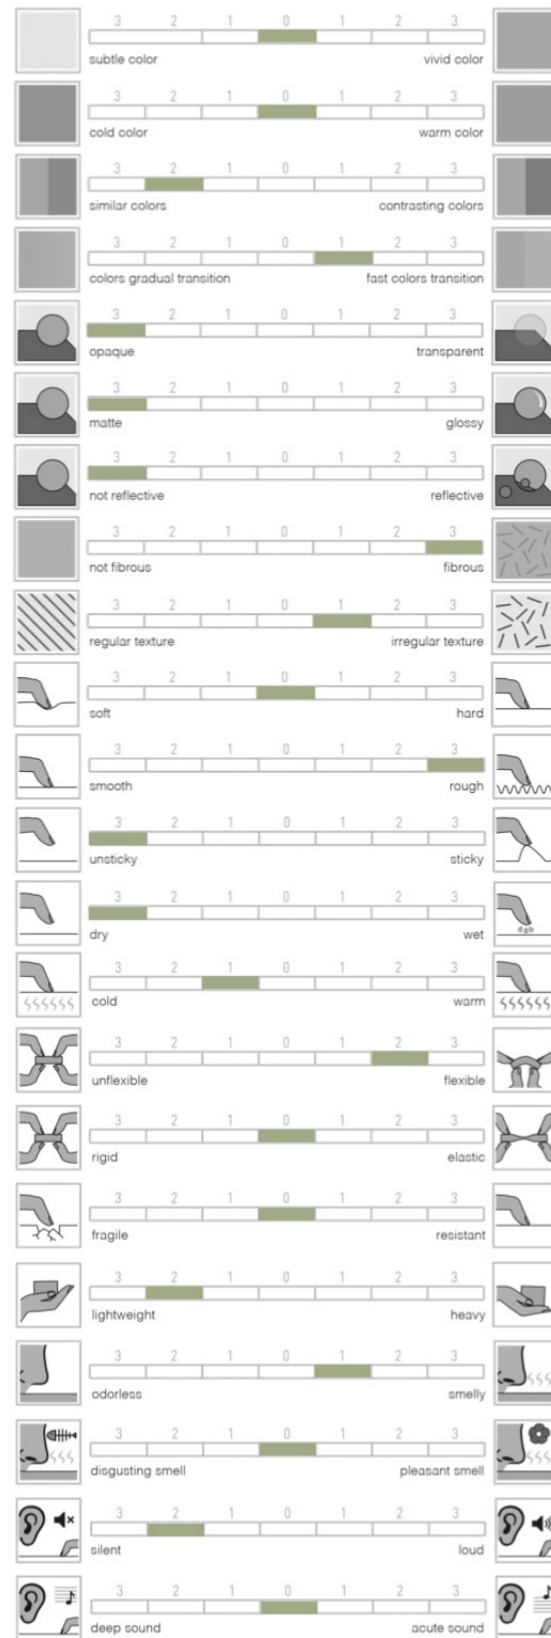 3 2 1 0 1 2 3
subtle color vivid color
3 2 1 0 1 2 3
cold color warm color
3 2 1 0 1 2 3
similar colors contrasting colors
3 2 1 0 1 2 3
colors gradual transition fast colors transition
3 2 1 0 1 2 3
opaque transparent
3 2 1 0 1 2 3
matte glossy
3 2 1 0 1 2 3
not reflective reflective
3 2 1 0 1 2 3
not fibrous fibrous
3 2 1 0 1 2 3
regular texture irregular texture
3 2 1 0 1 2 3
soft hard
3 2 1 0 1 2 3
smooth rough
3 2 1 0 1 2 3
unsticky sticky
3 2 1 0 1 2 3
dry wet
3 2 1 0 1 2 3
cold warm
3 2 1 0 1 2 3
unflexible flexible
3 2 1 0 1 2 3
rigid elastic
3 2 1 0 1 2 3
fragile resistant
3 2 1 0 1 2 3
lightweight heavy
3 2 1 0 1 2 3
odorless smelly
3 2 1 0 1 2 3
disgusting smell pleasant smell
3 2 1 0 1 2 3
silent loud
3 2 1 0 1 2 3
deep sound acute sound